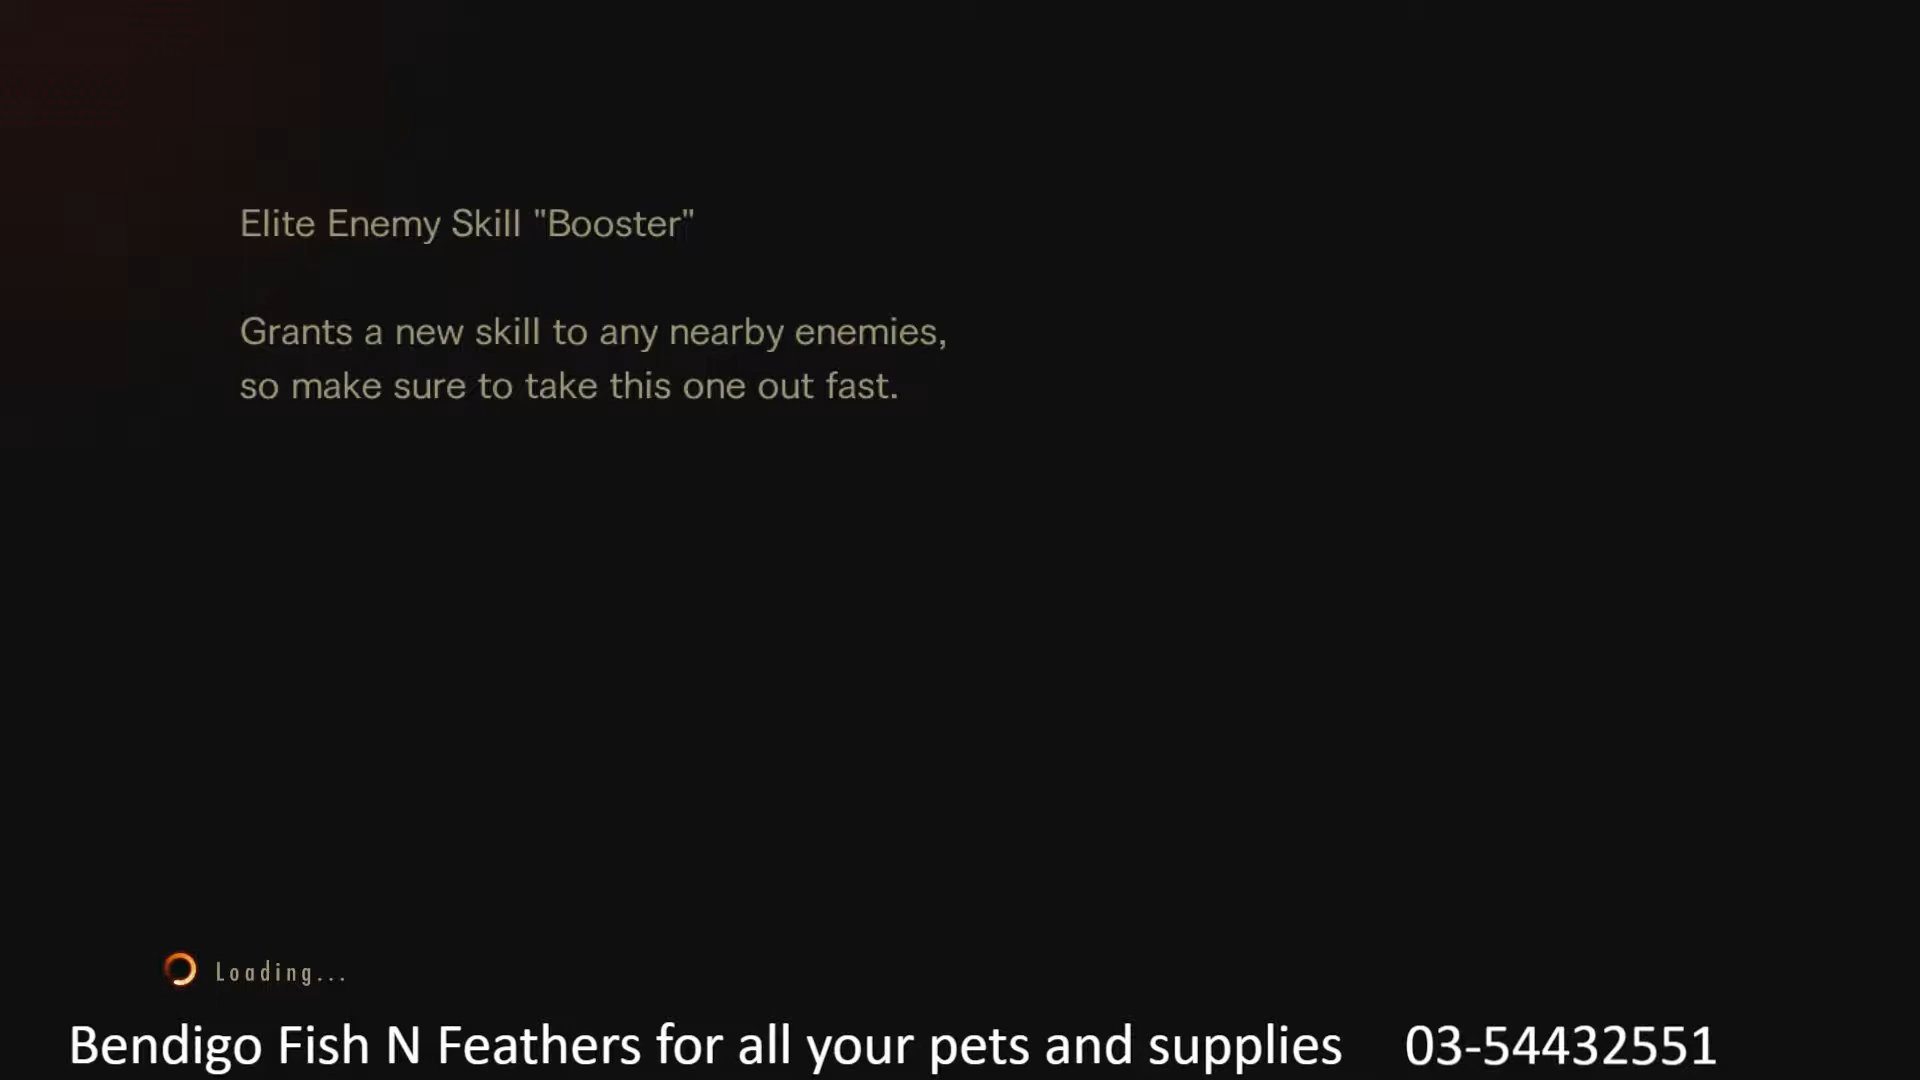 Elite Enemy Skill "Booster"
Grants a new skill to any nearby enemies,
so make sure to take this one out fast.
Loading...
Bendigo Fish N Feathers for all your pets and supplies 03-54432551